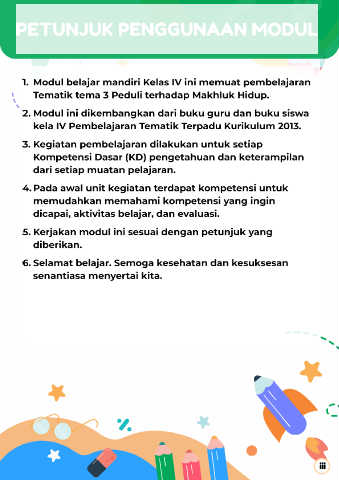 PETUNJUK PENGGUNAAN MODUL
1. Modul belajar mandiri Kelas IV ini memuat pembelajaran
Tematik tema 3 Peduli terhadap Makhluk Hidup.
2. Modul ini dikembangkan dari buku guru dan buku siswa
kela IV Pembelajaran Tematik Terpadu Kurikulum 2013.
3. Kegiatan pembelajaran dilakukan untuk setiap
Kompetensi Dasar (KD) pengetahuan dan keterampilan
dari setiap muatan pelajaran.
4. Pada awal unit kegiatan terdapat kompetensi untuk
memudahkan memahami kompetensi yang ingin
dicapai, aktivitas belajar, dan evaluasi.
5. Kerjakan modul ini sesuai dengan petunjuk yang
diberikan.
6. Selamat belajar. Semoga kesehatan dan kesuksesan
senantiasa menyertai kita.
iii